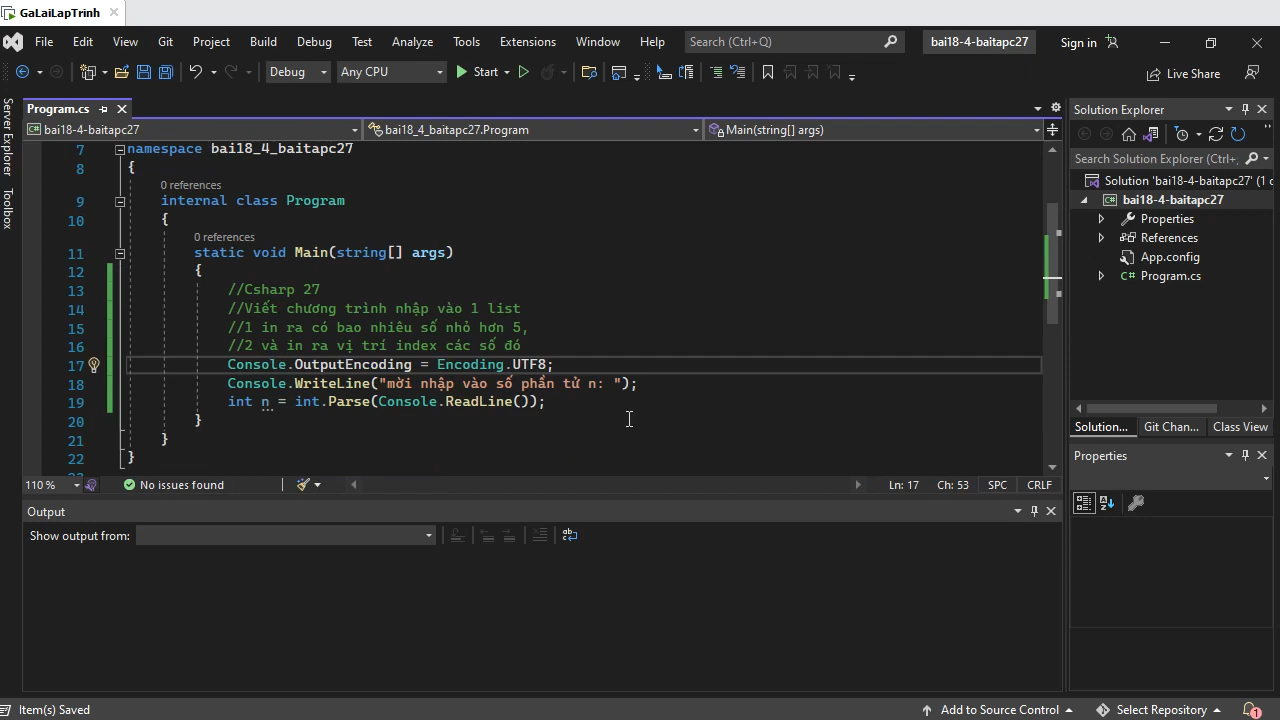 GaLaiLapTrinh
File Edit View Git Project Build Debug Test Analyze Tools Extensions Window Help Search (Ctrl+Q) bai18-4-baitapc27 Sign in
Debug Any CPU Start Live Share
Server Explorer
Toolbox
Program.cs
bai18-4-baitapc27 bai18_4_baitapc27.Program Main(string[] args)
7 namespace bai18_4_baitapc27
8 {
0 references
9 internal class Program
10 {
0 references
11 static void Main(string[] args)
12 {
13 //Csharp 27
14 //Viết chương trình nhập vào 1 list
15 //1 in ra có bao nhiêu số nhỏ hơn 5,
16 //2 và in ra vị trí index các số đó
17 Console.OutputEncoding = Encoding.UTF8;
18 Console.WriteLine("mời nhập vào số phần tử n: ");
19 int n = int.Parse(Console.ReadLine());
20 }
21 }
22 }
110 % No issues found Ln: 17 Ch: 53 SPC CRLF
Output
Show output from:
Solution Explorer
Search Solution Explorer (Ctrl+;
Solution 'bai18-4-baitapc27' (1 c
bai18-4-baitapc27
Properties
References
App.config
Program.cs
Solution... Git Chan... Class View
Properties
Item(s) Saved Add to Source Control Select Repository 1